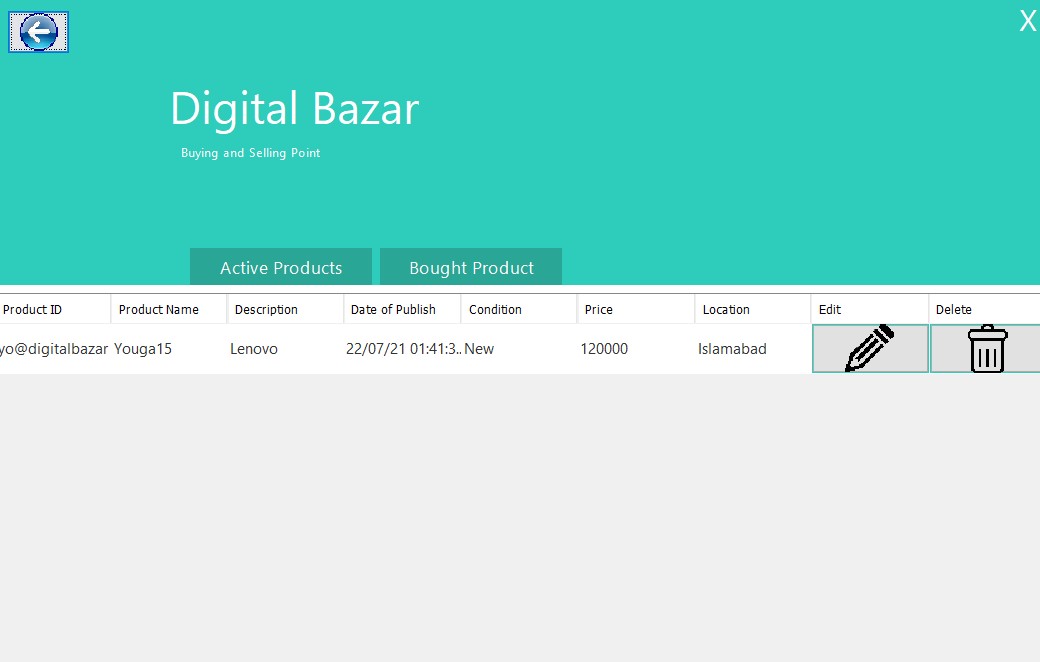 X
Digital Bazar
Buying and Selling Point
Active Products Bought Product
Product ID Product Name Description Date of Publish Condition Price Location Edit Delete
yo@digitalbazar Youga15 Lenovo 22/07/21 01:41:3.. New 120000 Islamabad